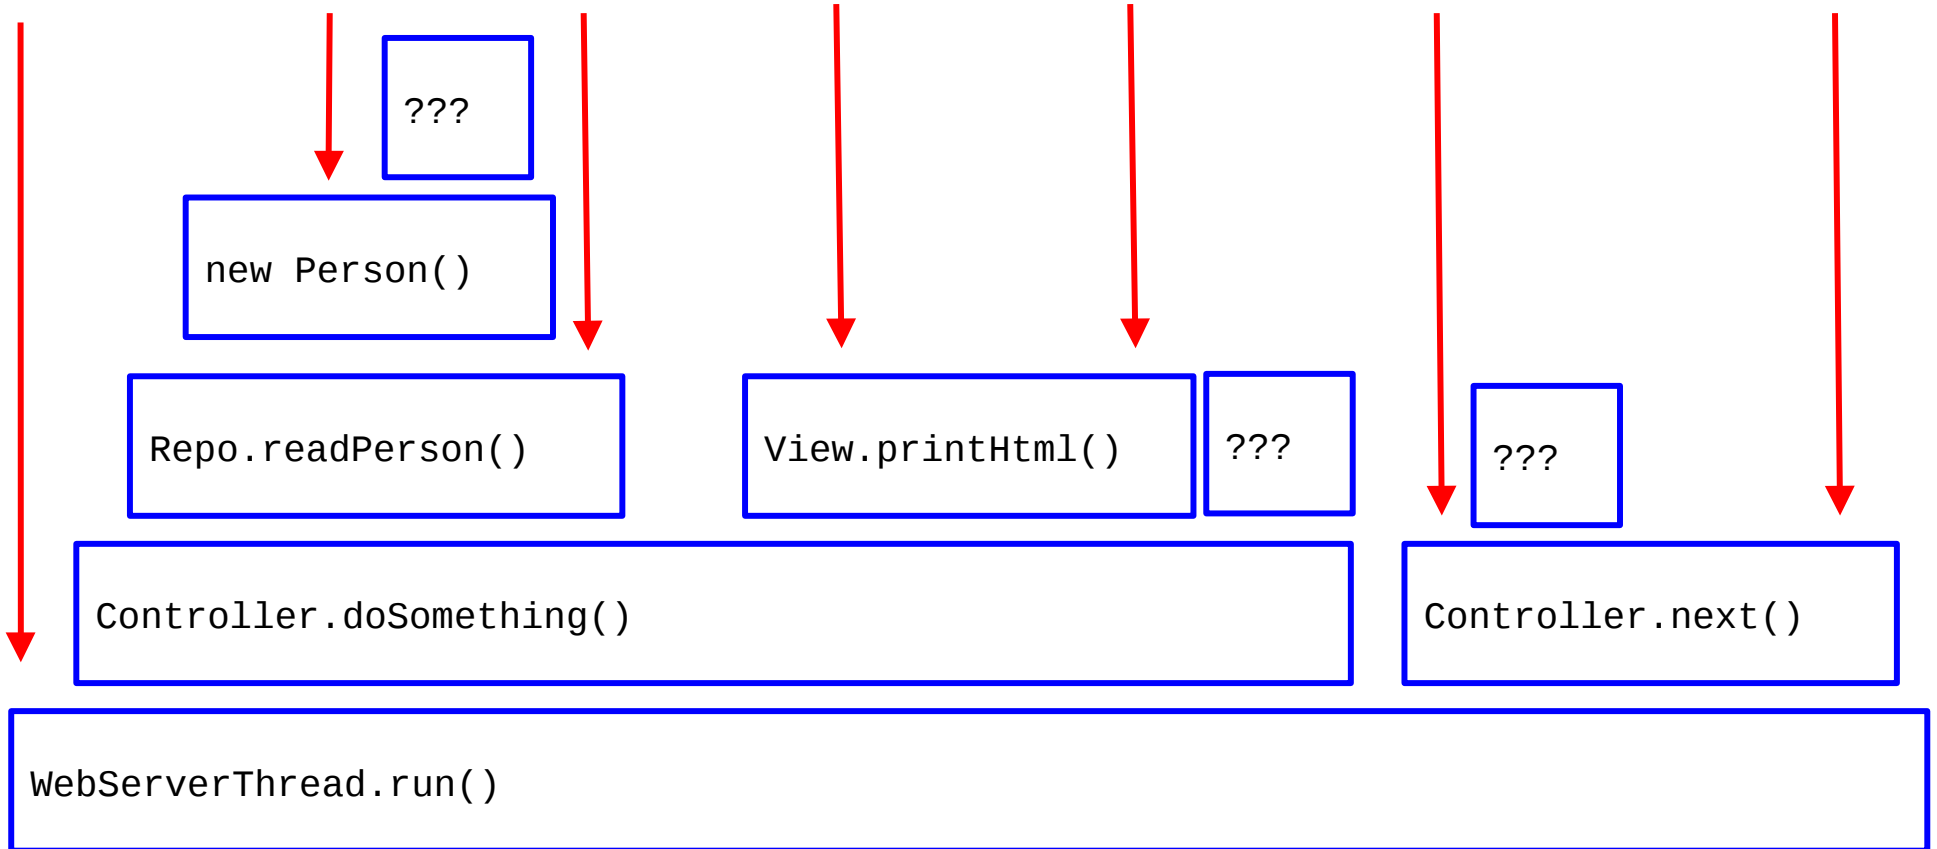 ???
new Person()
Repo.readPerson()
View.printHtml()
???
???
Controller.doSomething()
Controller.next()
WebServerThread.run()